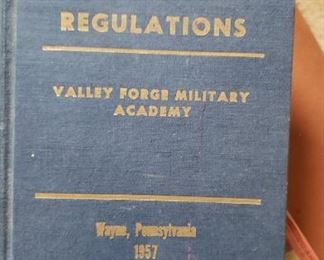 REGULATIONS
VALLEY FORGE MILITARY
ACADEMY
Wayne, Pennsylvania
1957